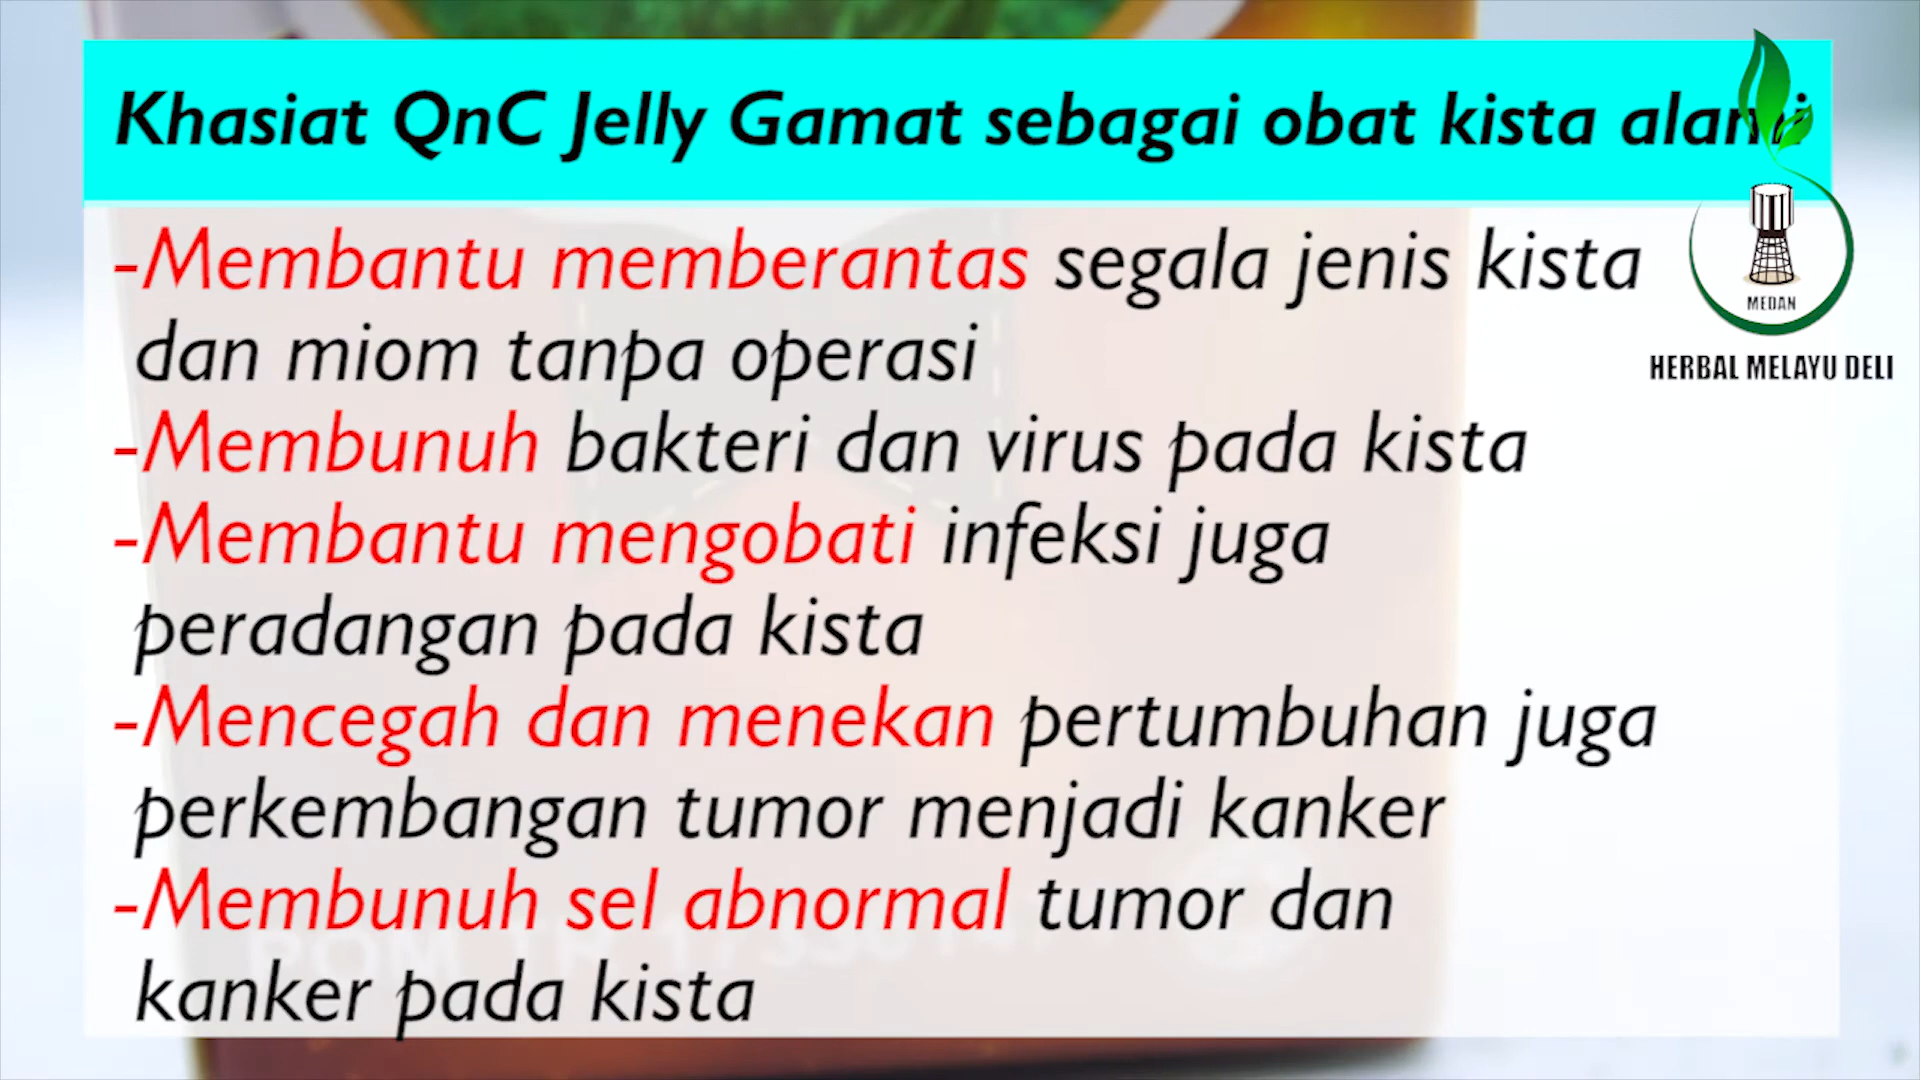 Khasiat QnC Jelly Gamat sebagai obat kista alami
-Membantu memberantas segala jenis kista
dan miom tanpa operasi
-Membunuh bakteri dan virus pada kista
-Membantu mengobati infeksi juga
peradangan pada kista
-Mencegah dan menekan pertumbuhan juga
perkembangan tumor menjadi kanker
-Membunuh sel abnormal tumor dan
kanker pada kista
MEDAN
HERBAL MELAYU DELI